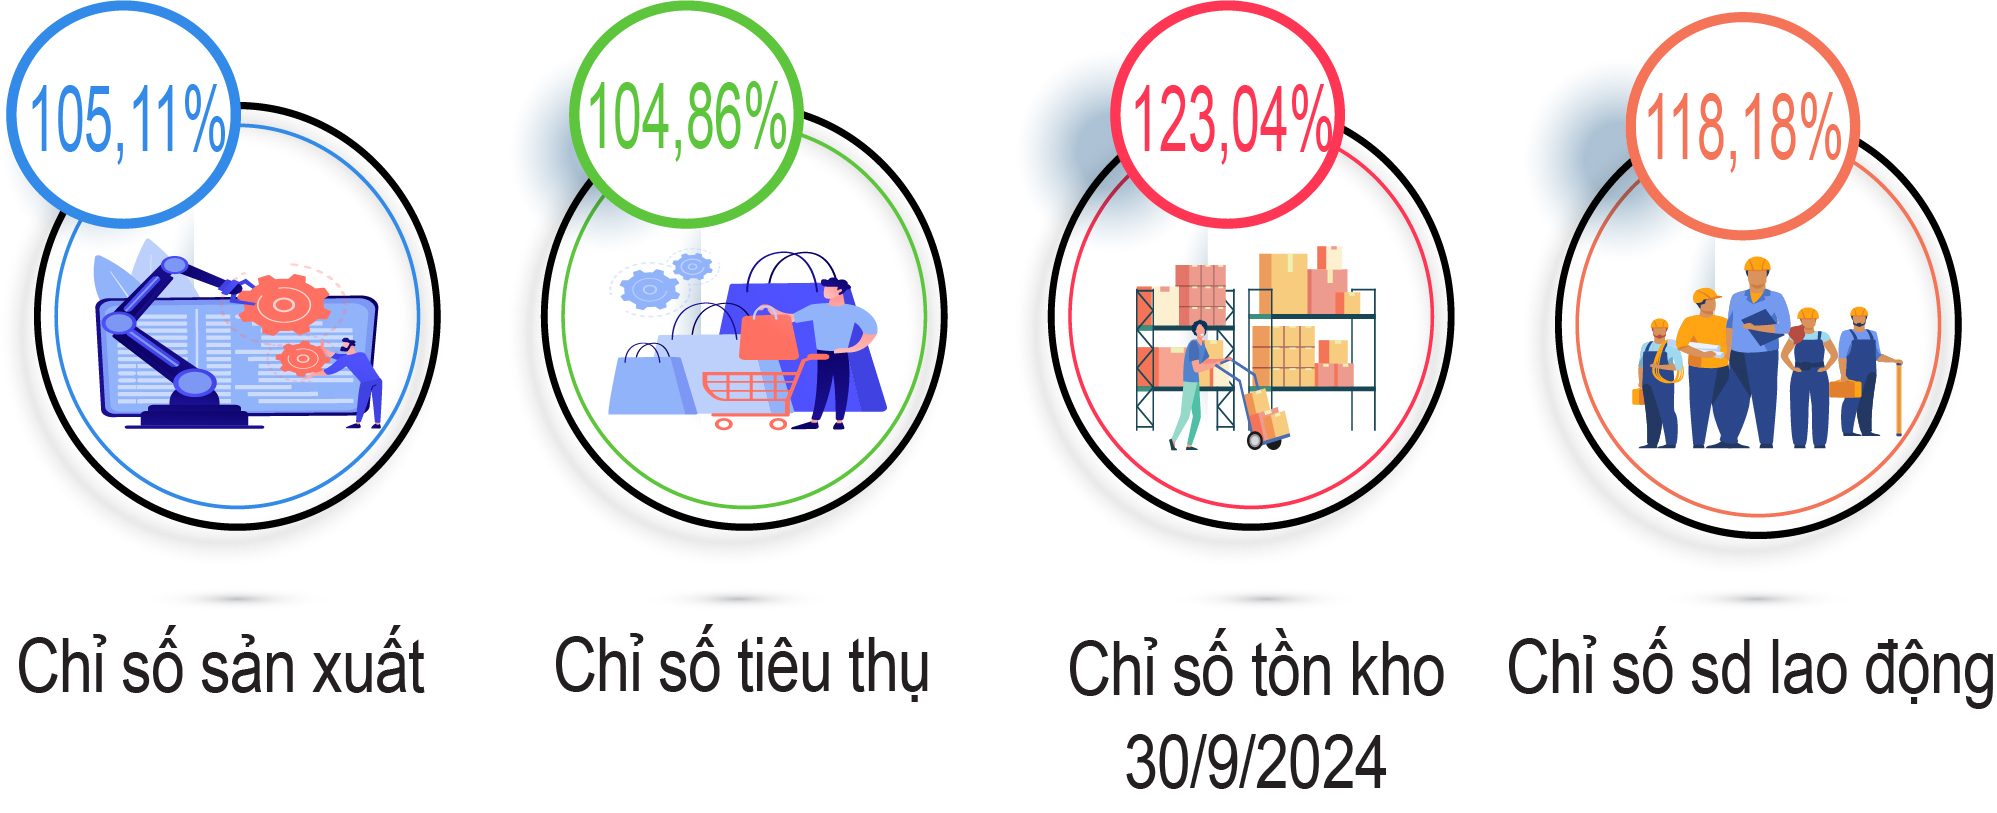 105,11%
104,86%
123,04%
118,18%
Chỉ số sản xuất
Chỉ số tiêu thụ
Chỉ số tồn kho
30/9/2024
Chỉ số sd lao động